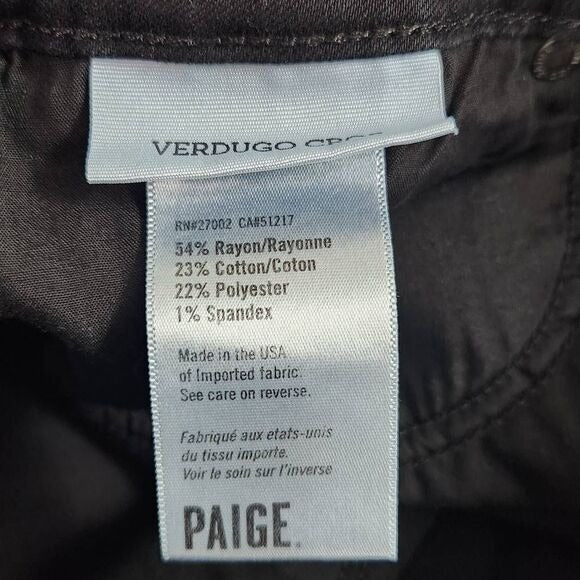 VERDUGO
RN#27002 CA#51217
54% Rayon/Rayonne
23% Cotton/Coton
22% Polyester
1% Spandex
Made in the USA
of Imported fabric.
See care on reverse.
Fabriqué aux etats-unis
du tissu importe.
Voir le soin sur l'inverse
PAIGE.